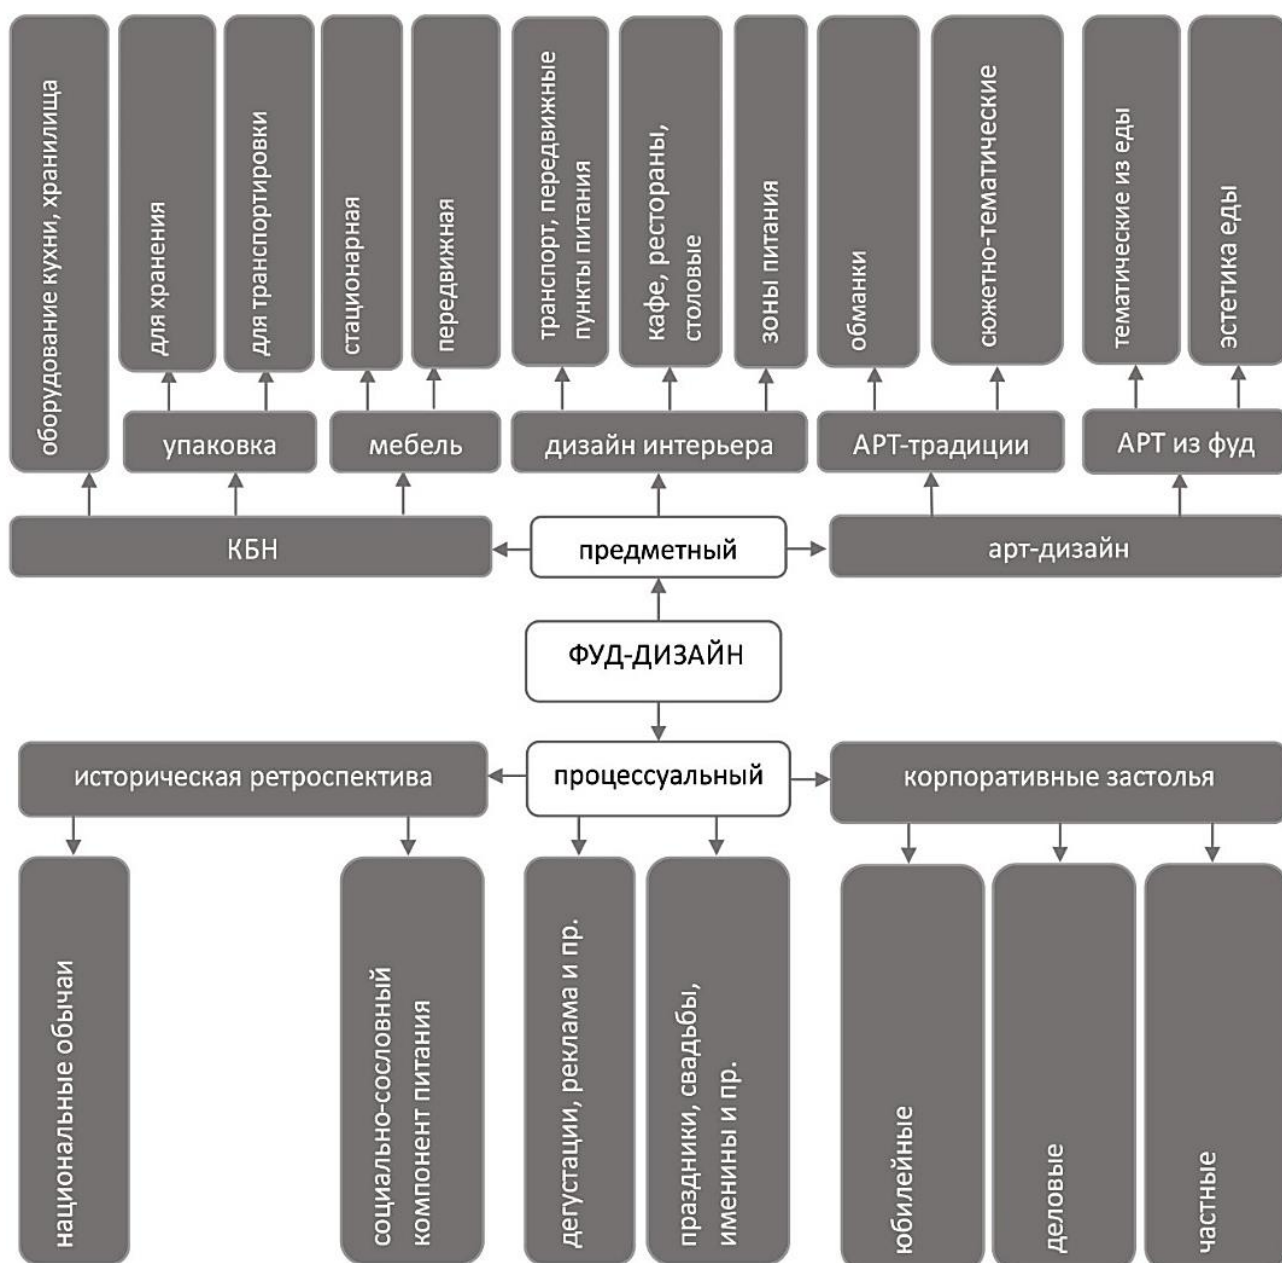 оборудование кухни, хранилища
для хранения
для транспортировки
стационарная
передвижная
транспорт, передвижные
пункты питания
кафе, рестораны,
столовые
зоны питания
обманки
сюжетно-тематические
тематические из еды
эстетика еды
упаковка
мебель
дизайн интерьера
АРТ-традиции
АРТ из фуд
КБН
предметный
арт-дизайн
ФУД-ДИЗАЙН
историческая ретроспектива
процессуальный
корпоративные застолья
национальные обычаи
социально-сословный
компонент питания
дегустации, реклама и пр.
праздники, свадьбы,
именины и пр.
юбилейные
деловые
частные